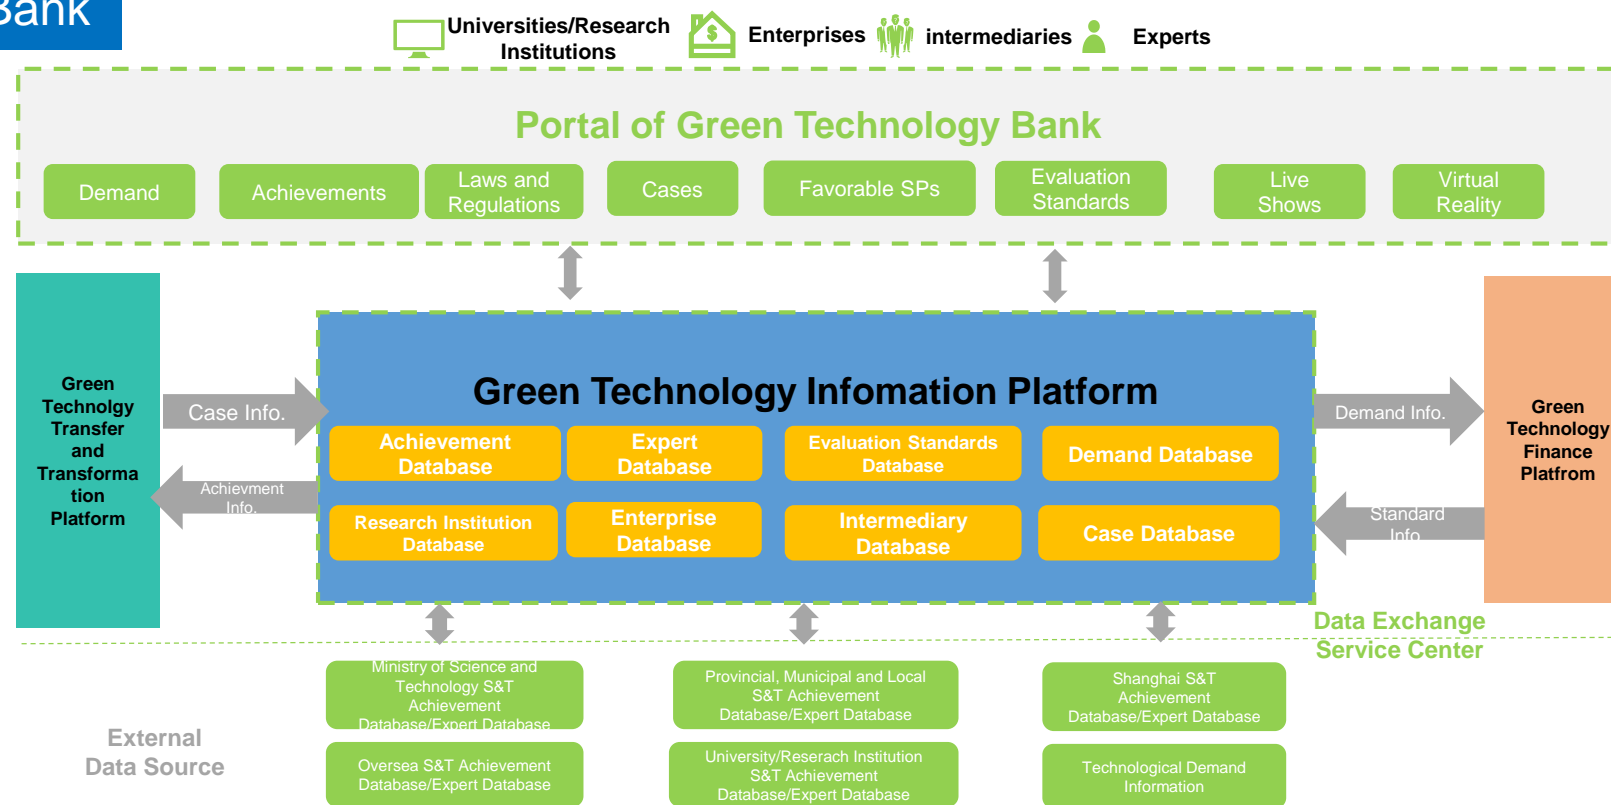 Bank
Universities/Research
Institutions
Enterprises
intermediaries
Experts
Portal of Green Technology Bank
Demand
Achievements
Laws and
Regulations
Cases
Favorable SPs
Evaluation
Standards
Live
Shows
Virtual
Reality
Green
Technolgy
Transfer
and
Transforma
tion
Platform
Case Info.
Achievment
Info.
Green Technology Infomation Platform
Achievement
Database
Expert
Database
Evaluation Standards
Database
Demand Database
Research Institution
Database
Enterprise
Database
Intermediary
Database
Case Database
Demand Info.
Standard
Info.
Green
Technology
Finance
Platfrom
Data Exchange
Service Center
External
Data Source
Ministry of Science and
Technology S&T
Achievement
Database/Expert Database
Provincial, Municipal and Local
S&T Achievement
Database/Expert Database
Shanghai S&T
Achievement
Database/Expert Database
Oversea S&T Achievement
Database/Expert Database
University/Reserach Institution
S&T Achievement
Database/Expert Database
Technological Demand
Information